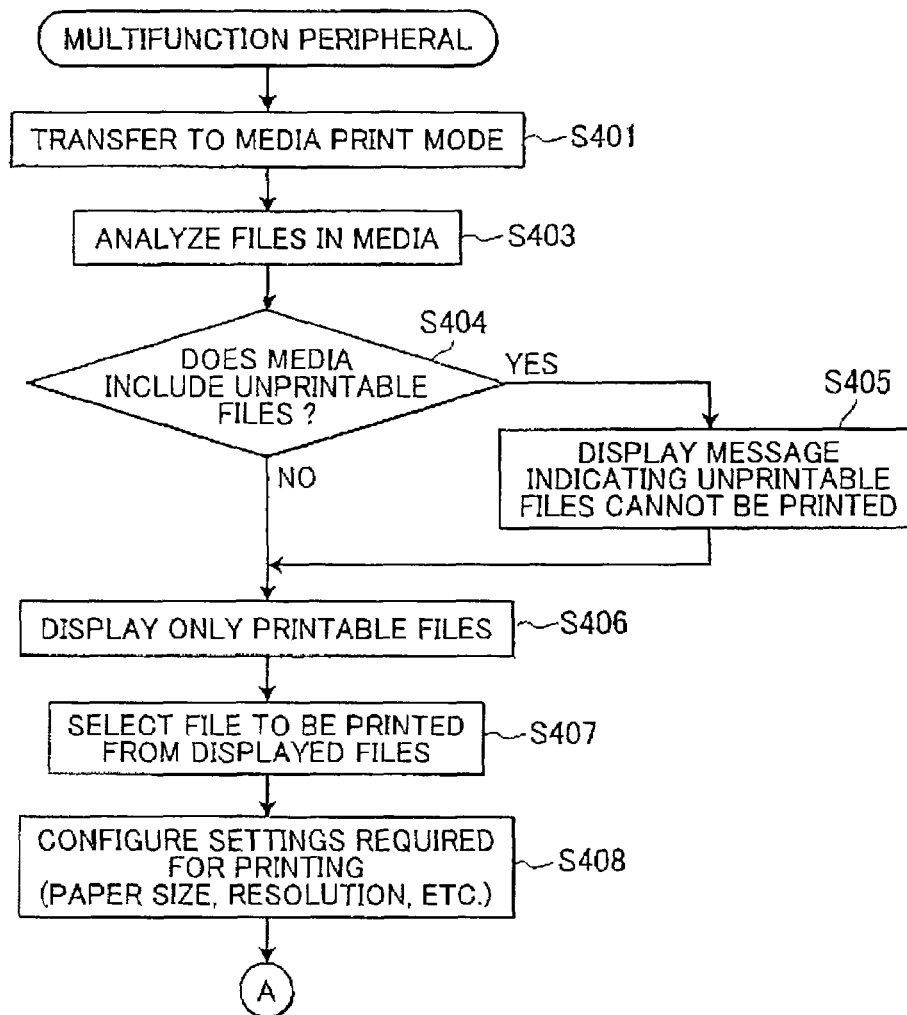 MULTIFUNCTION PERIPHERAL
TRANSFER TO MEDIA PRINT MODE
S401
ANALYZE FILES IN MEDIA
S403
S404
DOES MEDIA
INCLUDE UNPRINTABLE
FILES ?
YES
S405
DISPLAY MESSAGE
INDICATING UNPRINTABLE
FILES CANNOT BE PRINTED
NO
DISPLAY ONLY PRINTABLE FILES
S406
SELECT FILE TO BE PRINTED
FROM DISPLAYED FILES
S407
CONFIGURE SETTINGS REQUIRED
FOR PRINTING
(PAPER SIZE, RESOLUTION, ETC.)
S408
A